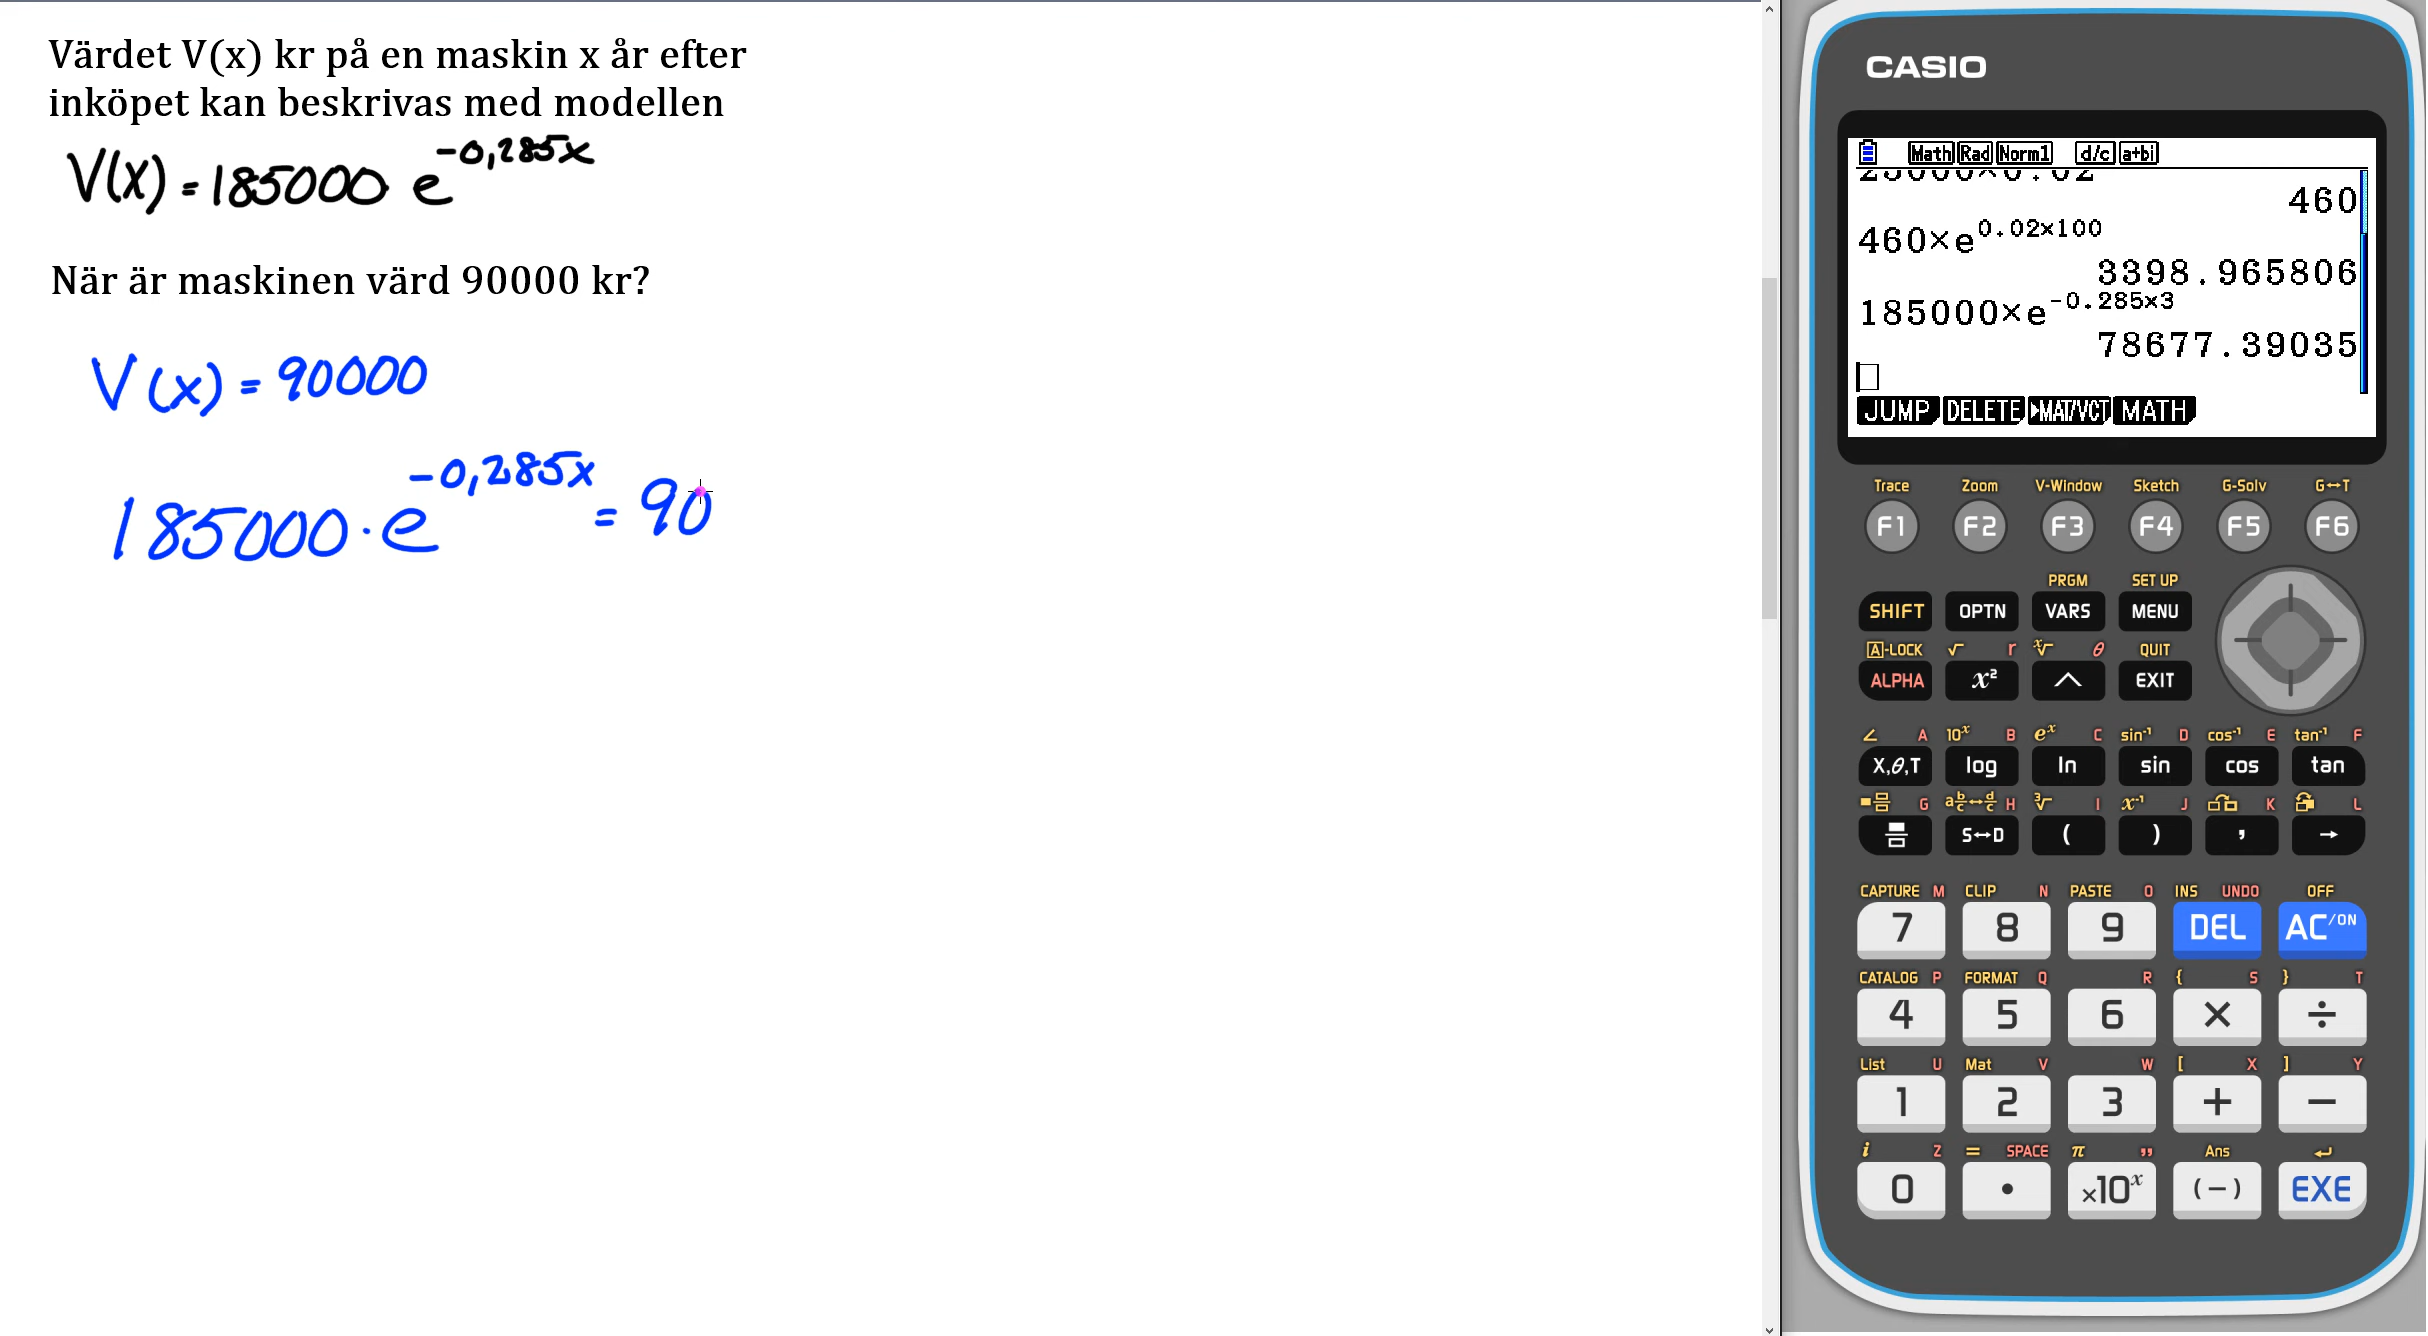 Värdet V(x) kr på en maskin x år efter
inköpet kan beskrivas med modellen
V(x) = 185000 e^-0,285x
När är maskinen värd 90000 kr?
V(x) = 90000
185000 · e^-0,285x = 90
CASIO
Math Rad Norm1 d/c a+bi
460
460×e^0.02×100
3398.965806
185000×e^-0.285×3
78677.39035
JUMP DELETE ▶MAT/VCT MATH
Trace Zoom V-Window Sketch G-Solv G↔T
F1 F2 F3 F4 F5 F6
PRGM SET UP
SHIFT OPTN VARS MENU
A-LOCK √ r ˣ√ θ QUIT
ALPHA x² ^ EXIT
∠ A 10ˣ B eˣ C sin⁻¹ D cos⁻¹ E tan⁻¹ F
X,θ,T log ln sin cos tan
G a b/c↔d/c H ³√ I x⁻¹ J K L
S↔D ( ) , →
CAPTURE M CLIP N PASTE O INS UNDO OFF
7 8 9 DEL AC/ON
CATALOG P FORMAT Q R { S } T
4 5 6 × ÷
List U Mat V W [ X ] Y
1 2 3 + −
i Z = SPACE π " Ans ↵
0 • ×10ˣ (−) EXE